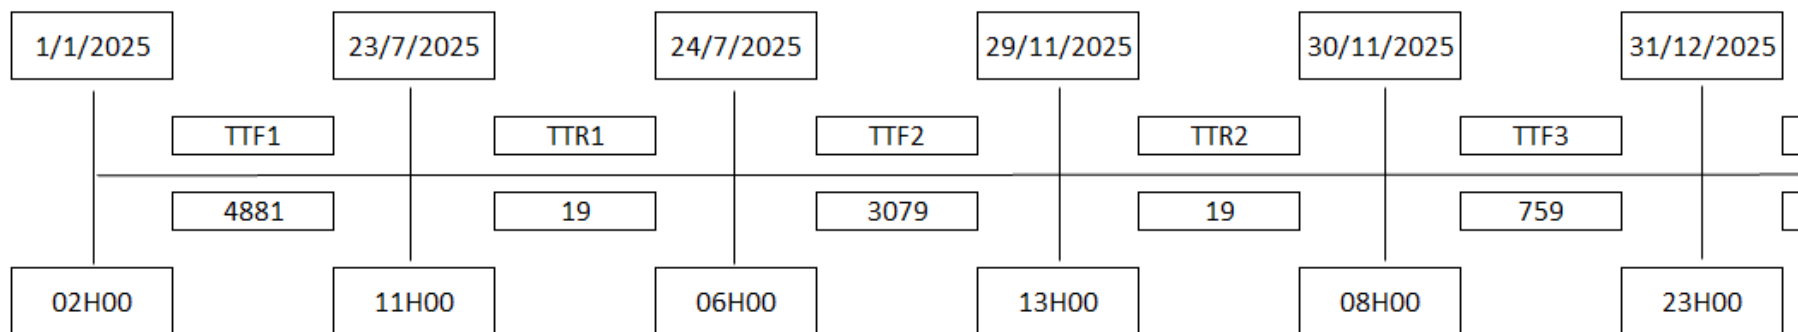 1/1/2025 23/7/2025 24/7/2025 29/11/2025 30/11/2025 31/12/2025
TTF1 TTR1 TTF2 TTR2 TTF3
4881 19 3079 19 759
02H00 11H00 06H00 13H00 08H00 23H00